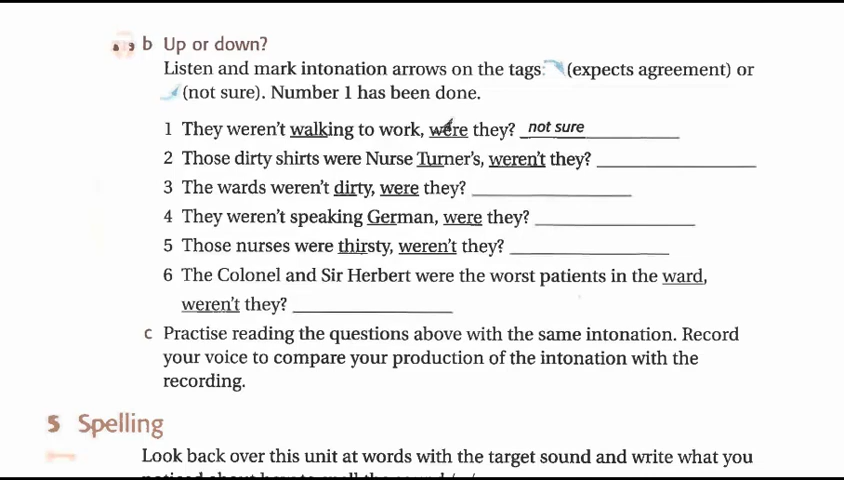 b Up or down?
Listen and mark intonation arrows on the tags: (expects agreement) or
(not sure). Number 1 has been done.
1 They weren't walking to work, were they? not sure
2 Those dirty shirts were Nurse Turner's, weren't they?
3 The wards weren't dirty, were they?
4 They weren't speaking German, were they?
5 Those nurses were thirsty, weren't they?
6 The Colonel and Sir Herbert were the worst patients in the ward,
weren't they?
c Practise reading the questions above with the same intonation. Record
your voice to compare your production of the intonation with the
recording.
5 Spelling
Look back over this unit at words with the target sound and write what you